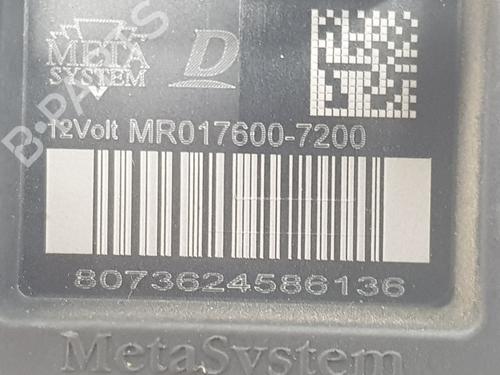 META
SYSTEM
D
12Volt MR017600-7200
8073624586136
MetaSystem
B-PARTS